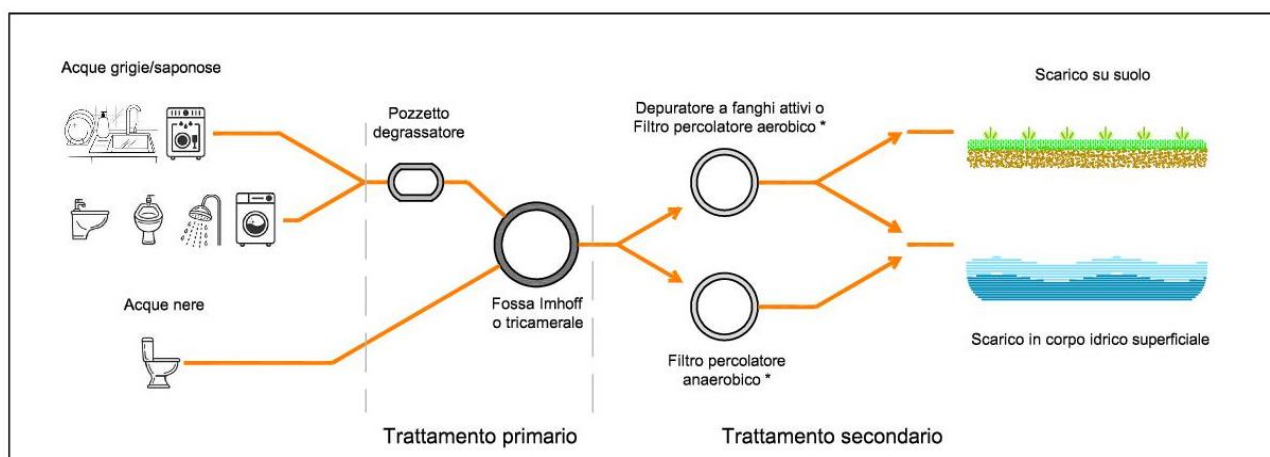 Acque grigie/saponose
Pozzetto
degrassatore
Acque nere
Fossa Imhoff
o tricamerale
Depuratore a fanghi attivi o
Filtro percolatore aerobico *
Filtro percolatore
anaerobico *
Scarico su suolo
Scarico in corpo idrico superficiale
Trattamento primario
Trattamento secondario